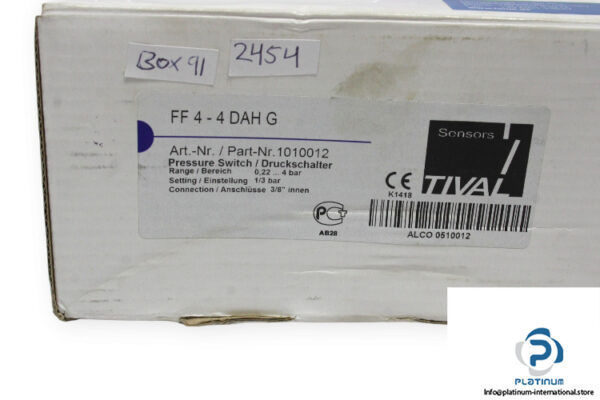 BOX 91
2454
FF 4 - 4 DAH G
Art.-Nr. / Part-Nr.1010012
Pressure Switch / Druckschalter
Range / Bereich 0,22 ... 4 bar
Setting / Einstellung 1/3 bar
Connection / Anschlüsse 3/8" innen
Sensors
TIVAL
CE
K1418
PG
AB28
ALCO 0510012
PLATINUM
Info@platinum-international.store